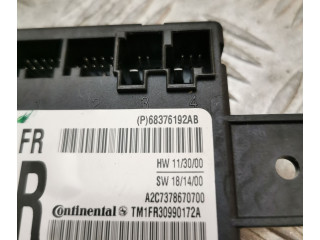 (P)68376192AB
FR
HW 11/30/00
SW 18/14/00
R
A2C7378670700
Continental TM1FR30990172A